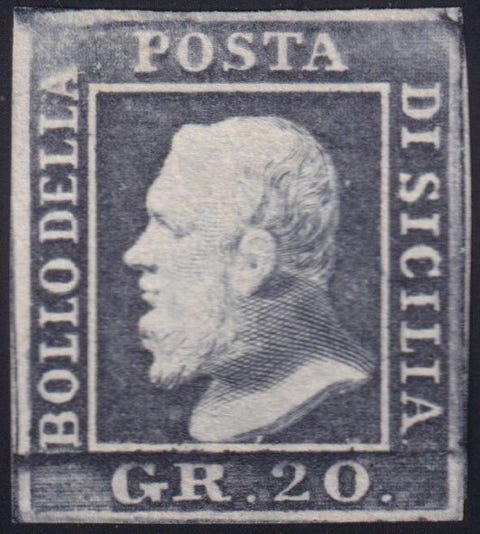 POSTA
BOLLO DELLA
DI SICILIA
GR. 20.